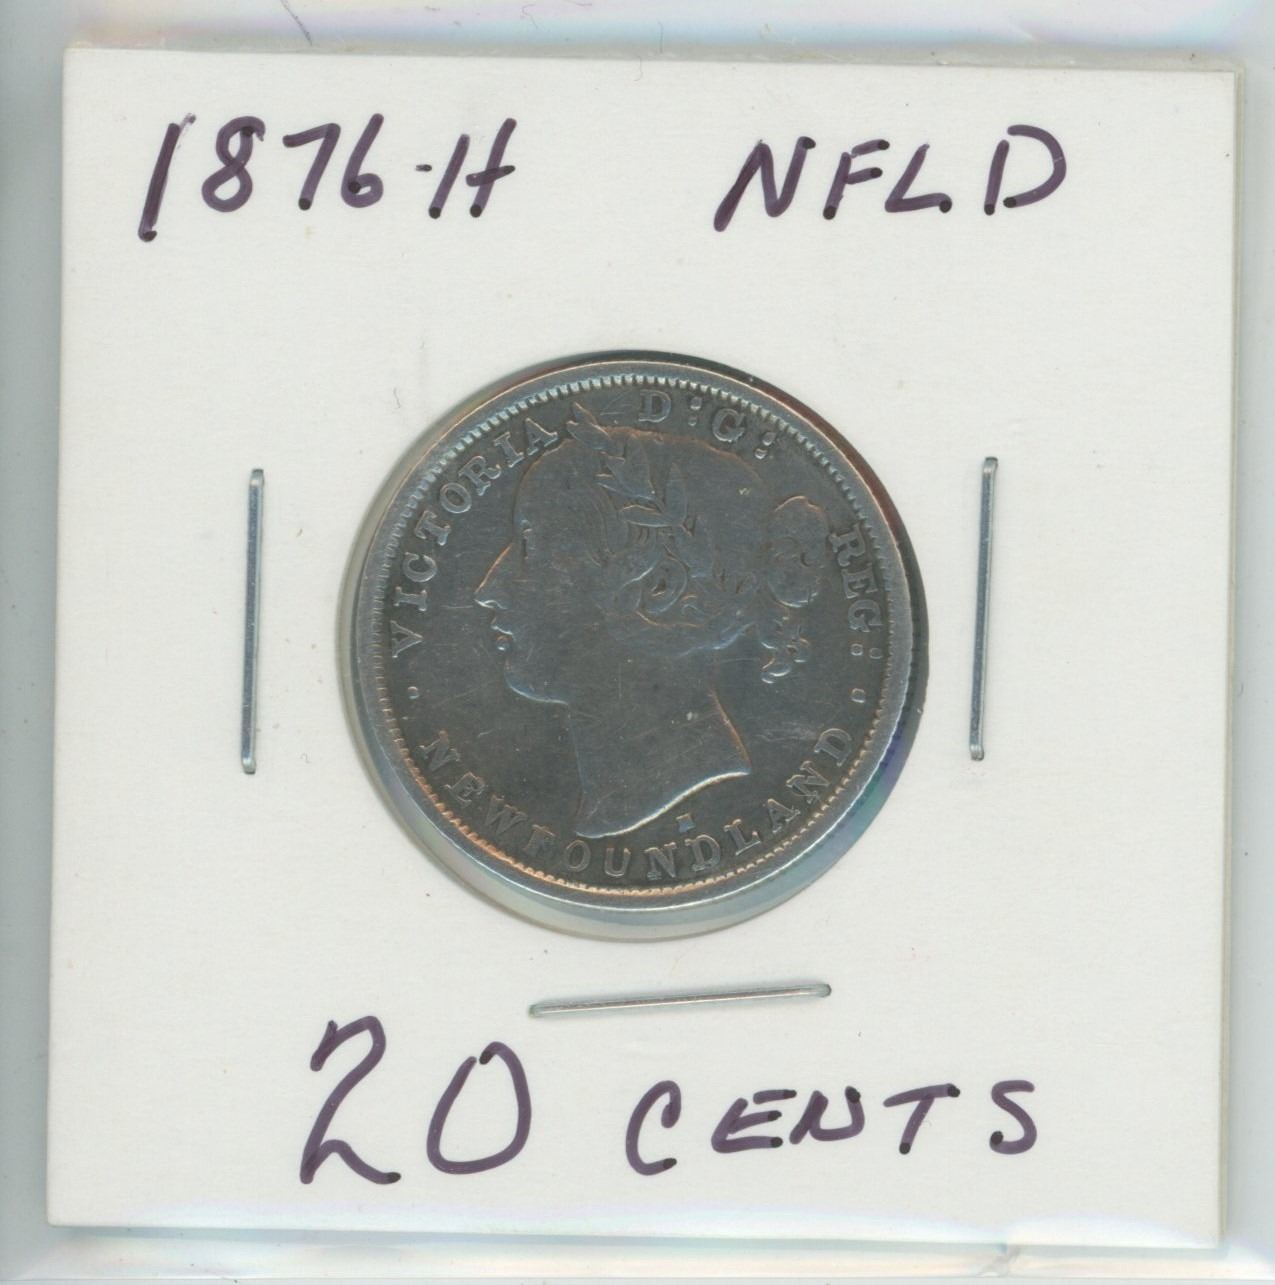 1876-H NFLD
VICTORIA D:G: REG:
· NEWFOUNDLAND ·
H
20 CENTS